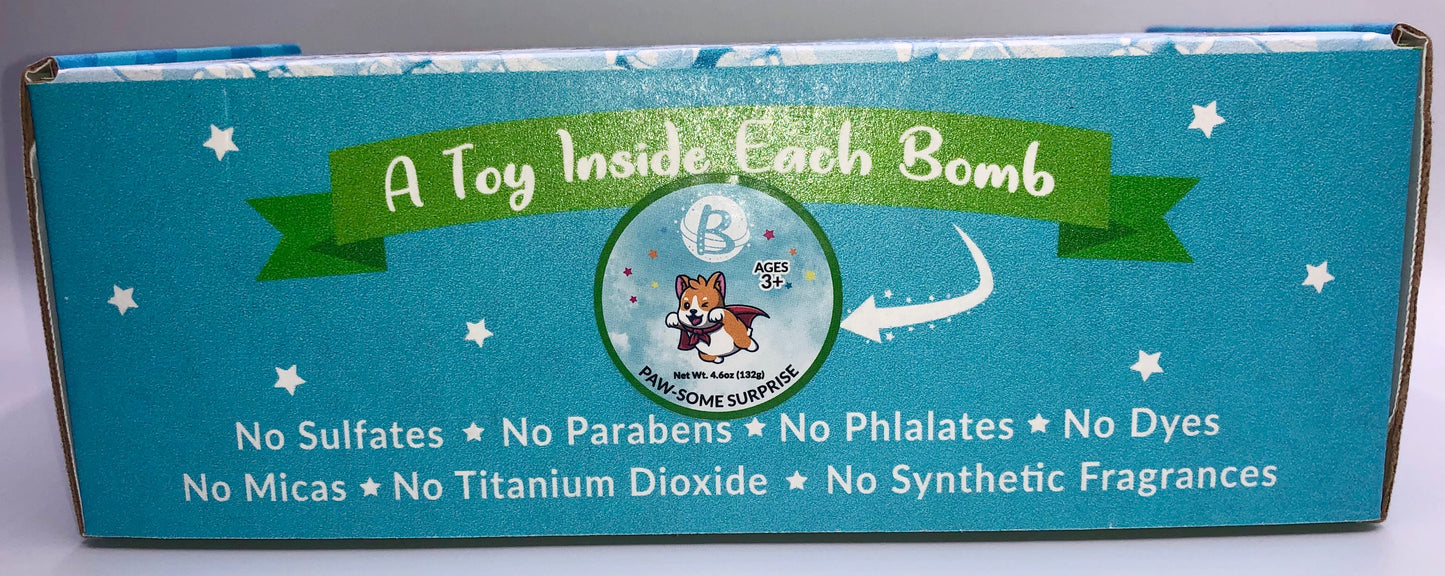 A Toy Inside Each Bomb
B
AGES
3+
Net Wt. 4.6oz (132g)
PAW-SOME SURPRISE
No Sulfates ★ No Parabens ★ No Phlalates ★ No Dyes
No Micas ★ No Titanium Dioxide ★ No Synthetic Fragrances